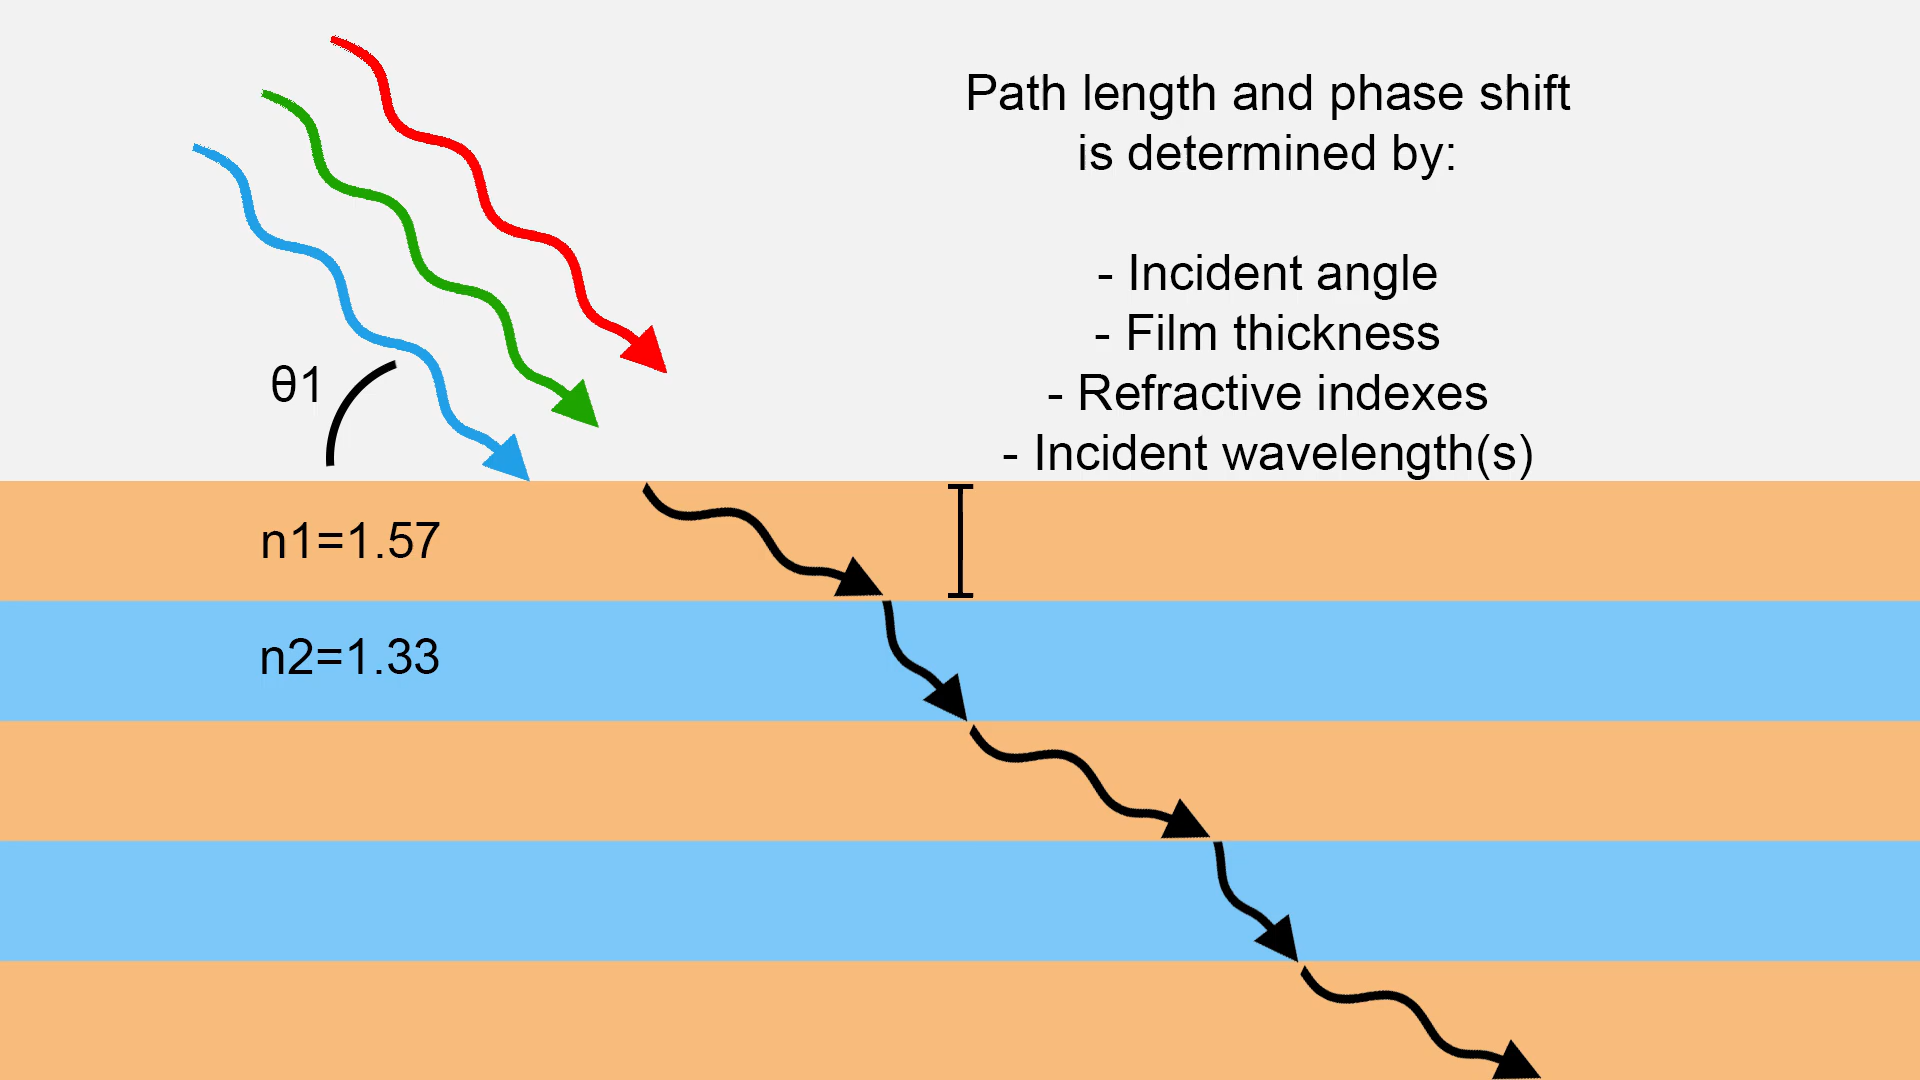 Path length and phase shift
is determined by:
- Incident angle
- Film thickness
- Refractive indexes
- Incident wavelength(s)
θ1
n1=1.57
n2=1.33